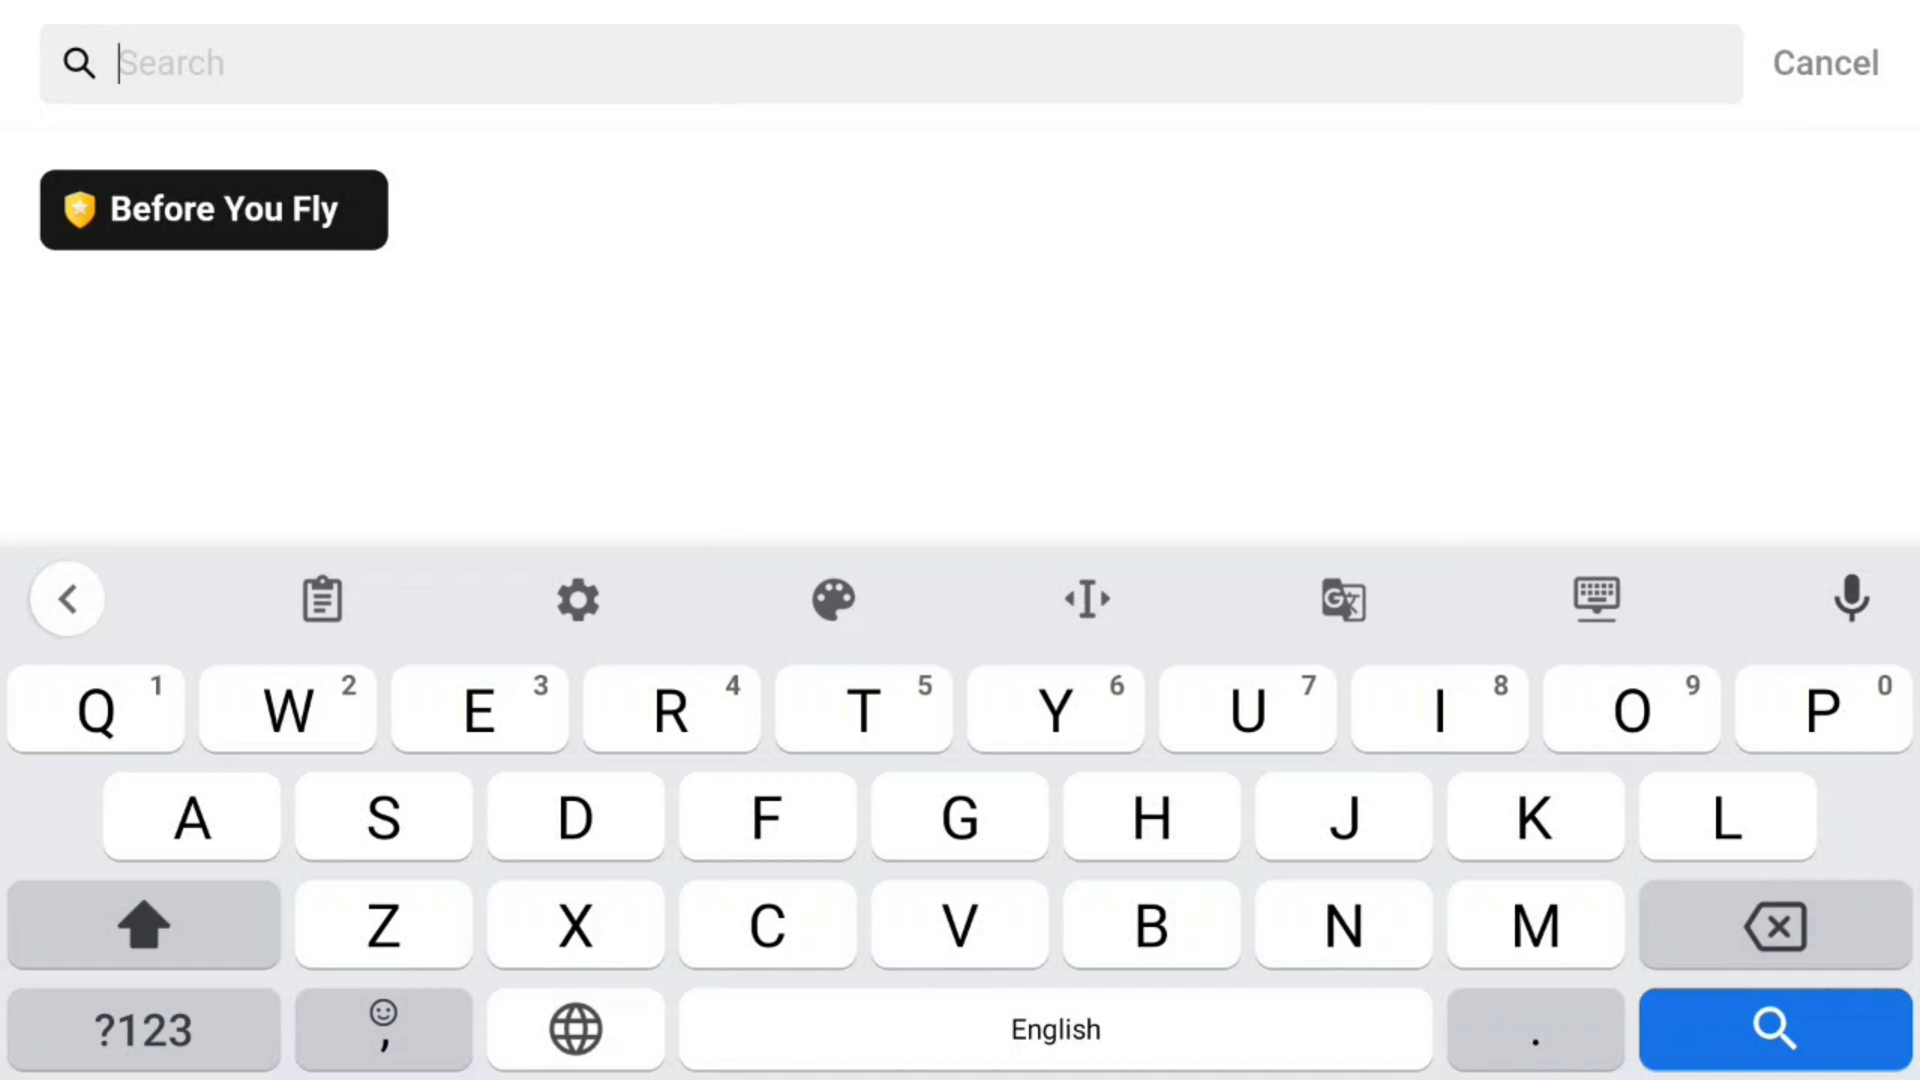 Search
Cancel
Before You Fly
Q 1 W 2 E 3 R 4 T 5 Y 6 U 7 I 8 O 9 P 0
A S D F G H J K L
Z X C V B N M
?123 , English .